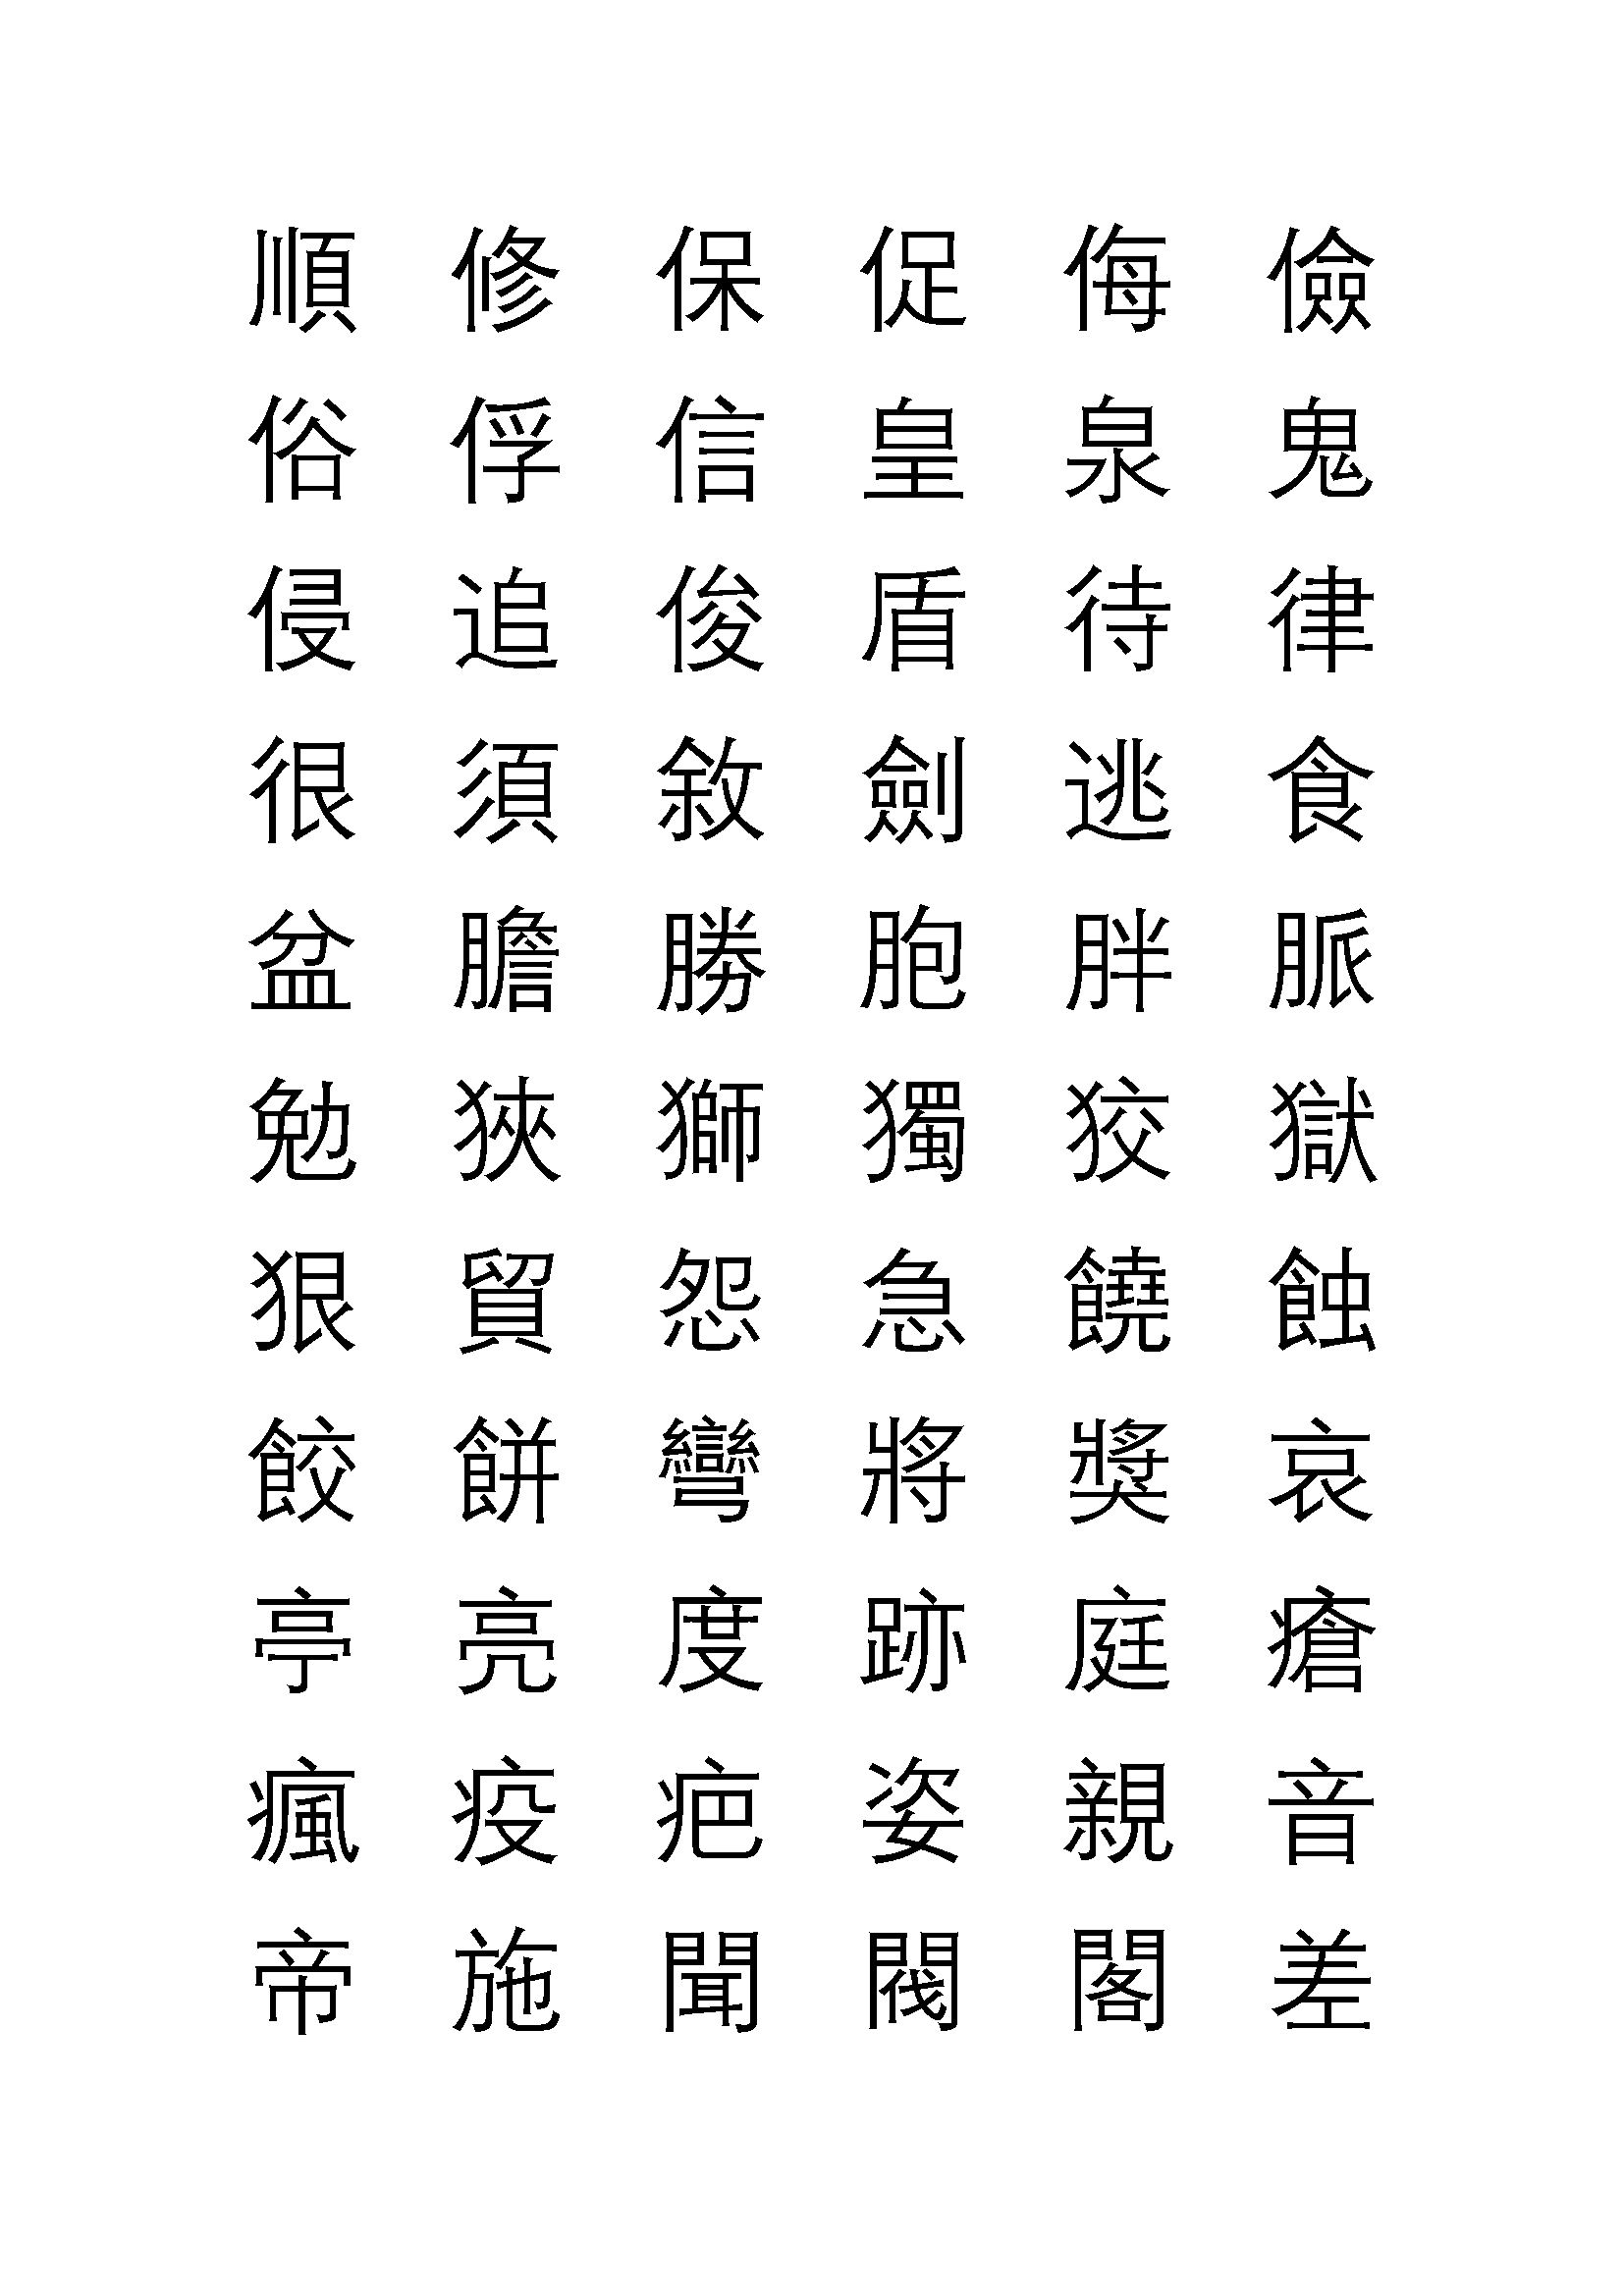 順 修 保 促 侮 儉
俗 俘 信 皇 泉 鬼
侵 追 俊 盾 待 律
很 須 敘 劍 逃 食
盆 膽 勝 胞 胖 脈
勉 狹 獅 獨 狡 獄
狠 貿 怨 急 饒 蝕
餃 餅 彎 將 獎 哀
亭 亮 度 跡 庭 瘡
瘋 疫 疤 姿 親 音
帝 施 聞 閥 閣 差